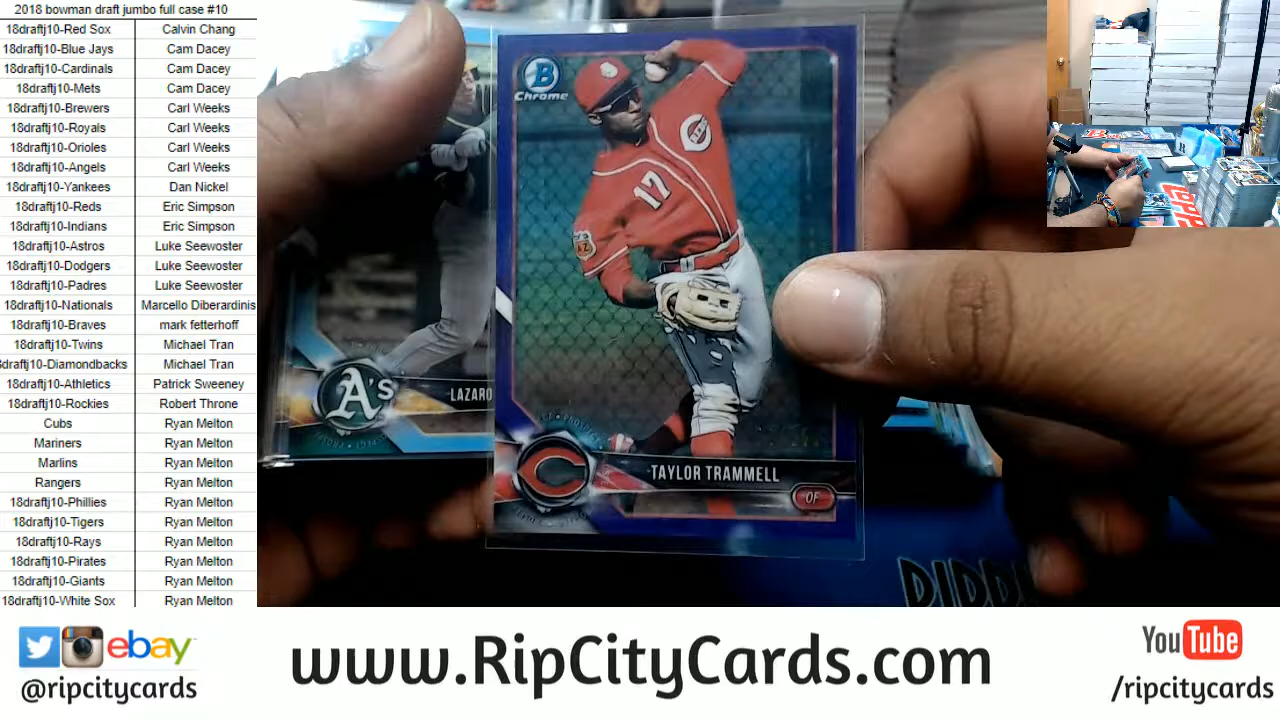 2018 bowman draft jumbo full case #10
18draftj10-Red Sox Calvin Chang
18draftj10-Blue Jays Cam Dacey
18draftj10-Cardinals Cam Dacey
18draftj10-Mets Cam Dacey
18draftj10-Brewers Carl Weeks
18draftj10-Royals Carl Weeks
18draftj10-Orioles Carl Weeks
18draftj10-Angels Carl Weeks
18draftj10-Yankees Dan Nickel
18draftj10-Reds Eric Simpson
18draftj10-Indians Eric Simpson
18draftj10-Astros Luke Seewoster
18draftj10-Dodgers Luke Seewoster
18draftj10-Padres Luke Seewoster
18draftj10-Nationals Marcello Diberardinis
18draftj10-Braves mark fetterhoff
18draftj10-Twins Michael Tran
draftj10-Diamondbacks Michael Tran
18draftj10-Athletics Patrick Sweeney
18draftj10-Rockies Robert Throne
Cubs Ryan Melton
Mariners Ryan Melton
Marlins Ryan Melton
Rangers Ryan Melton
18draftj10-Phillies Ryan Melton
18draftj10-Tigers Ryan Melton
18draftj10-Rays Ryan Melton
18draftj10-Pirates Ryan Melton
18draftj10-Giants Ryan Melton
18draftj10-White Sox Ryan Melton
B
Chrome
REDS
17
AZ
A's
LAZARO
C
TAYLOR TRAMMELL
OF
ebay
@ripcitycards
www.RipCityCards.com
YouTube
/ripcitycards